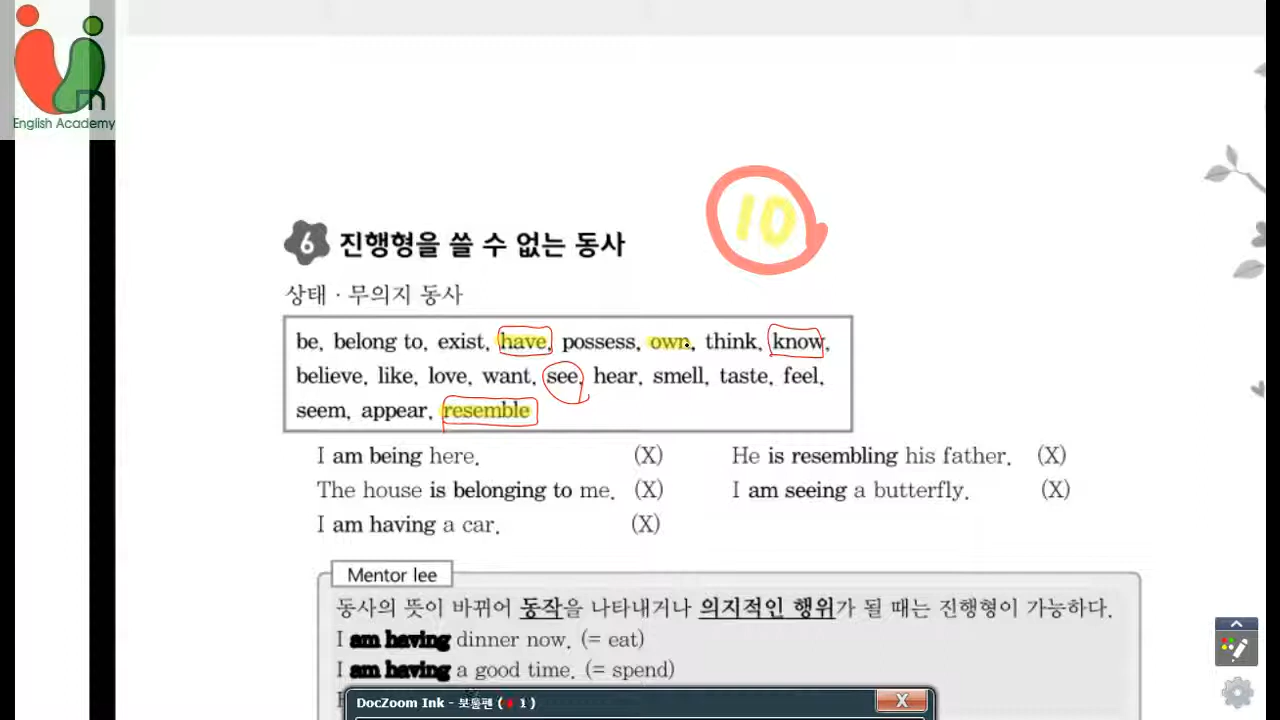 English Academy
10
6 진행형을 쓸 수 없는 동사
상태 · 무의지 동사
be, belong to, exist, have, possess, own, think, know,
believe, like, love, want, see, hear, smell, taste, feel,
seem, appear, resemble
I am being here. (X) He is resembling his father. (X)
The house is belonging to me. (X) I am seeing a butterfly. (X)
I am having a car. (X)
Mentor lee
동사의 뜻이 바뀌어 동작을 나타내거나 의지적인 행위가 될 때는 진행형이 가능하다.
I am having dinner now. (= eat)
I am having a good time. (= spend)
DocZoom Ink - 보통펜 ( 1 ) X